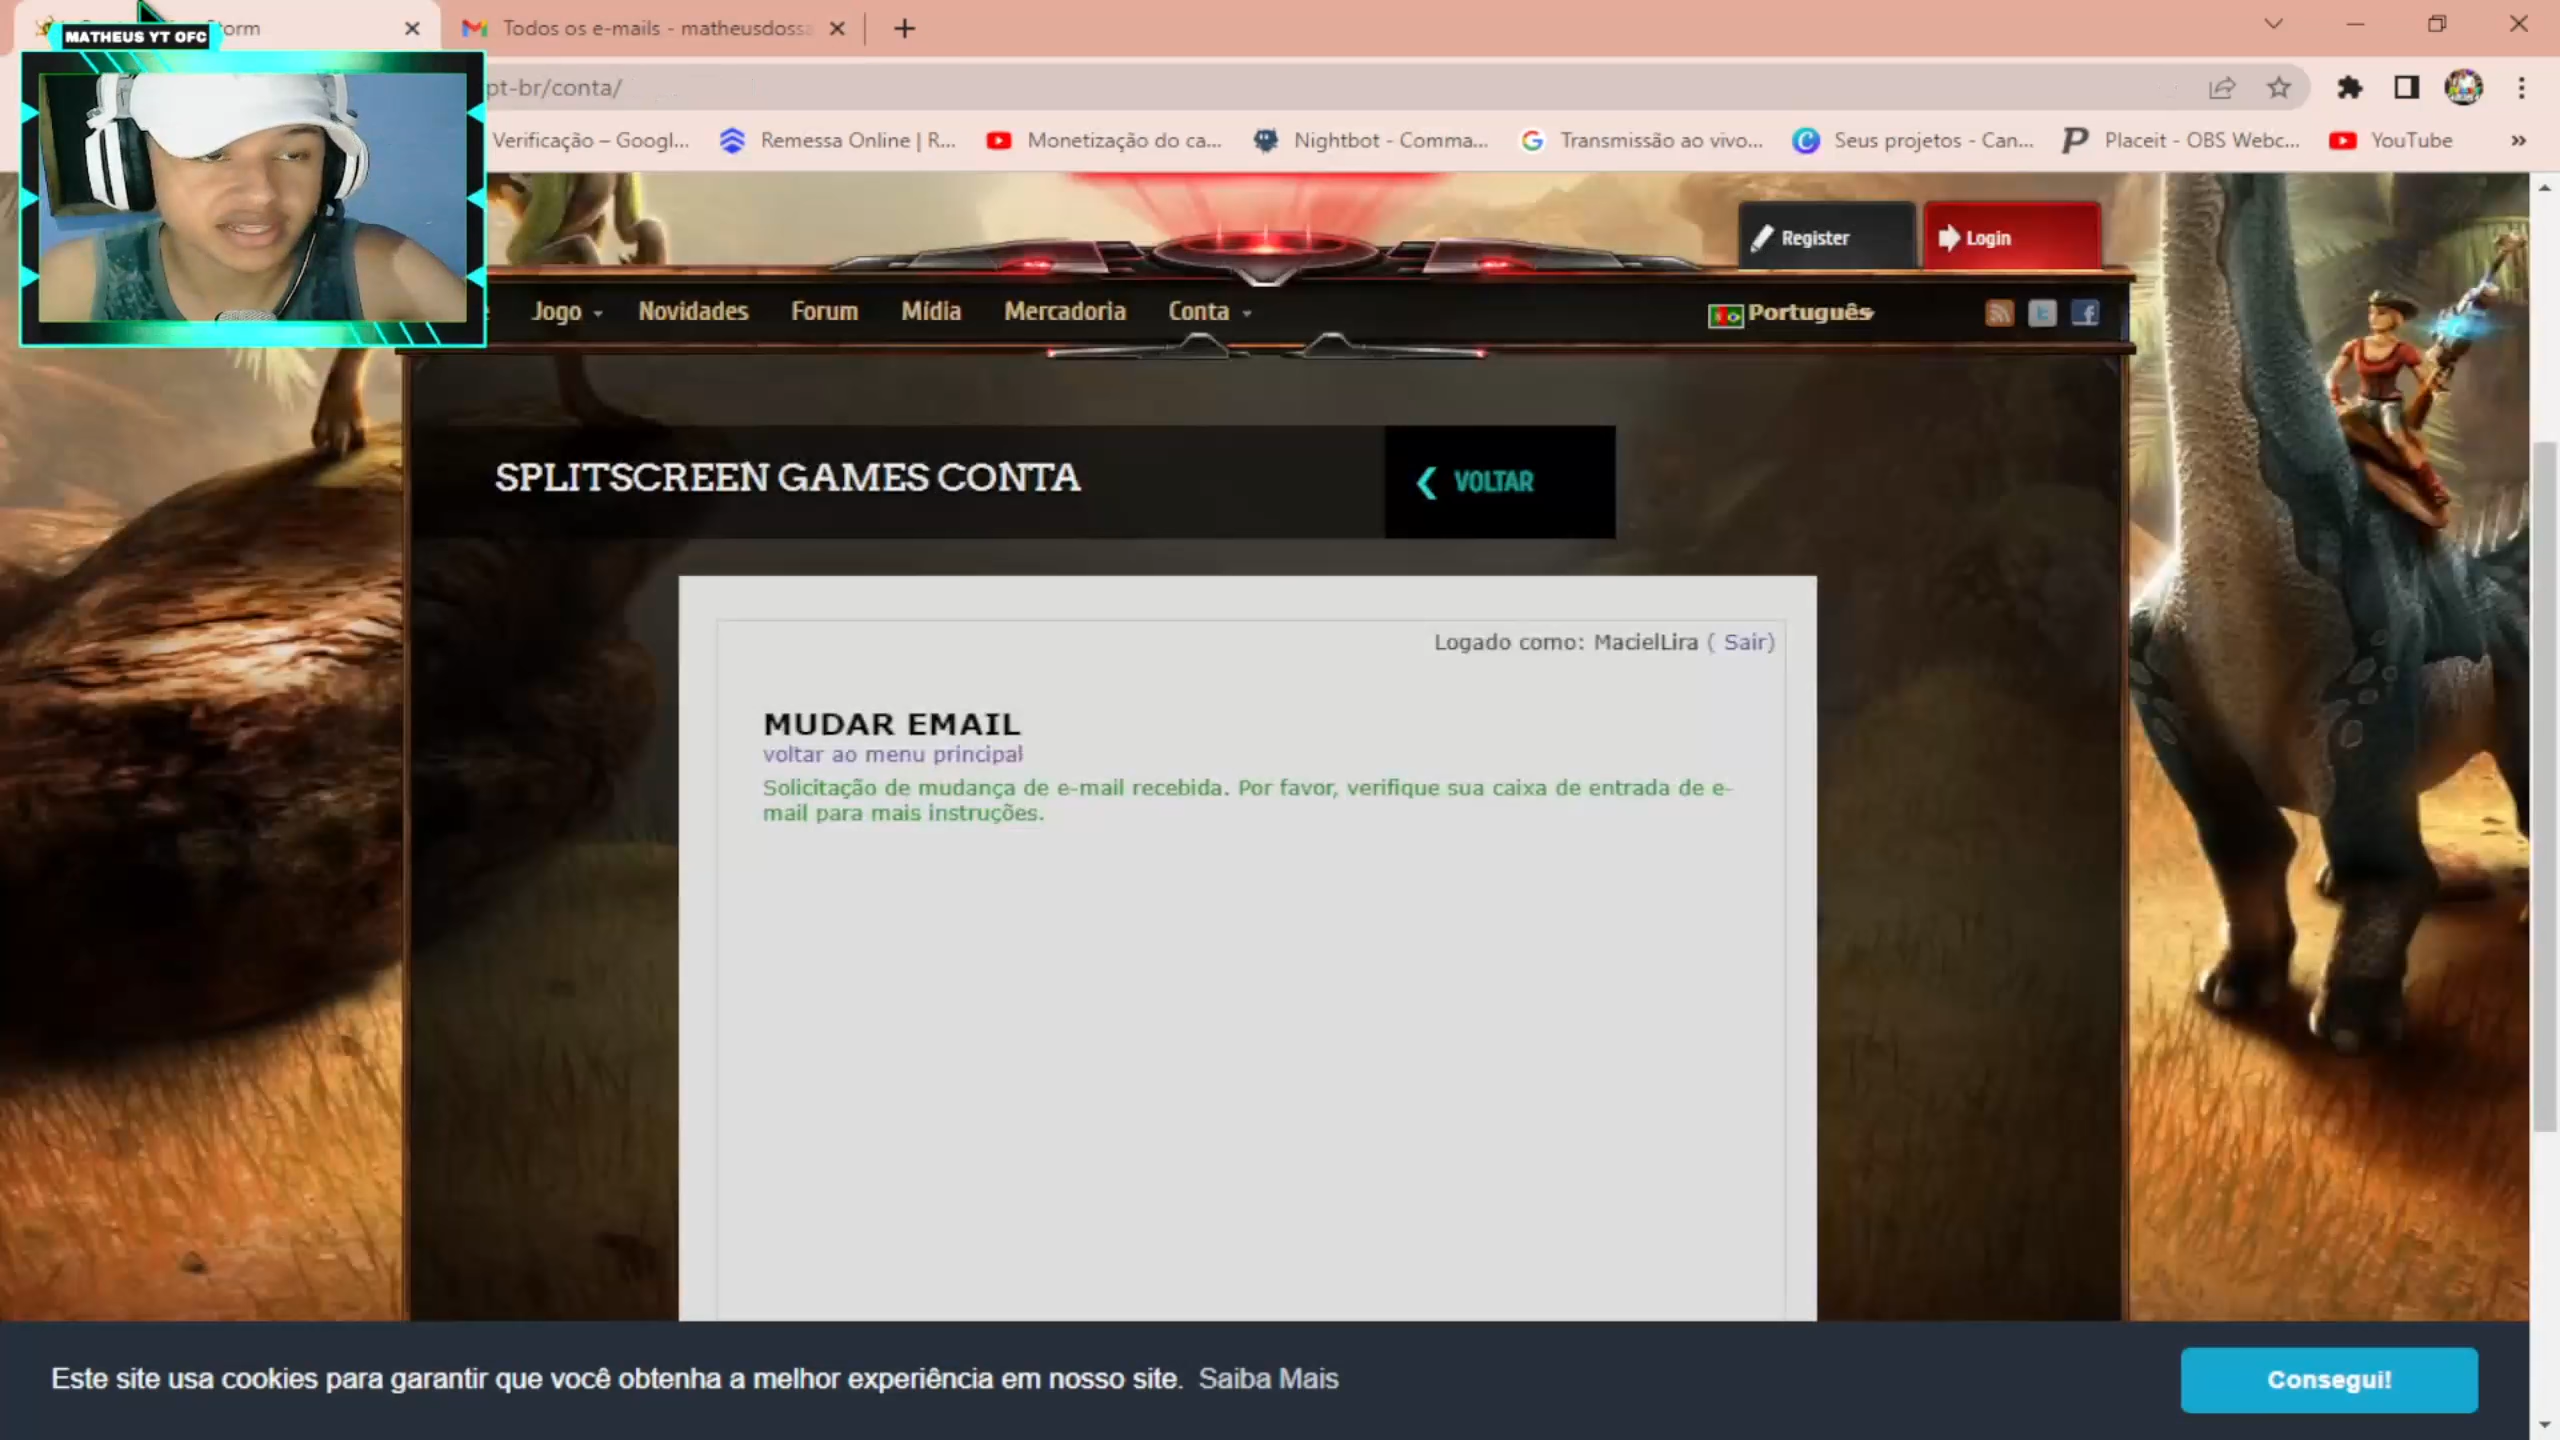 orm
Todos os e-mails - matheusdossa
MATHEUS YT OFC
pt-br/conta/
Verificação – Googl...
Remessa Online | R...
Monetização do ca...
Nightbot - Comma...
Transmissão ao vivo...
Seus projetos - Can...
Placeit - OBS Webc...
YouTube
»
Register
Login
Jogo
Novidades
Forum
Mídia
Mercadoria
Conta
Português
SPLITSCREEN GAMES CONTA
VOLTAR
Logado como: MacielLira ( Sair)
MUDAR EMAIL
voltar ao menu principal
Solicitação de mudança de e-mail recebida. Por favor, verifique sua caixa de entrada de e-
mail para mais instruções.
Este site usa cookies para garantir que você obtenha a melhor experiência em nosso site. Saiba Mais
Consegui!